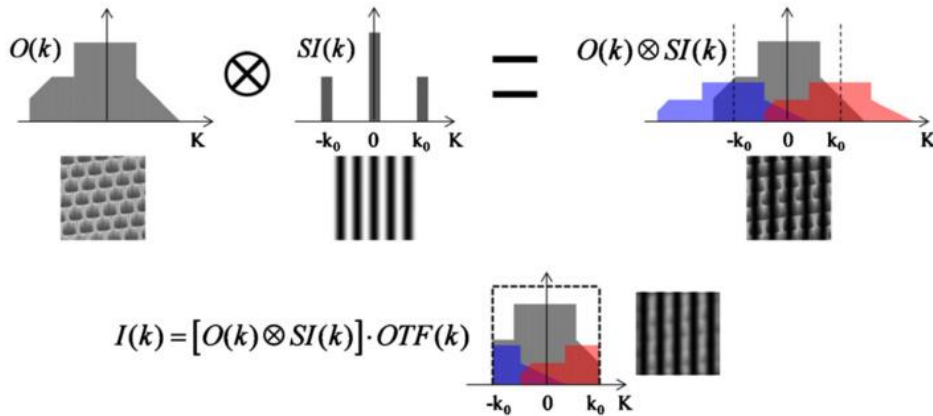 O(k) ⊗ SI(k) = O(k) ⊗ SI(k)
K
-k₀ 0 k₀ K
-k₀ 0 k₀ K
I(k) = [O(k) ⊗ SI(k)] · OTF(k)
-k₀ 0 k₀ K